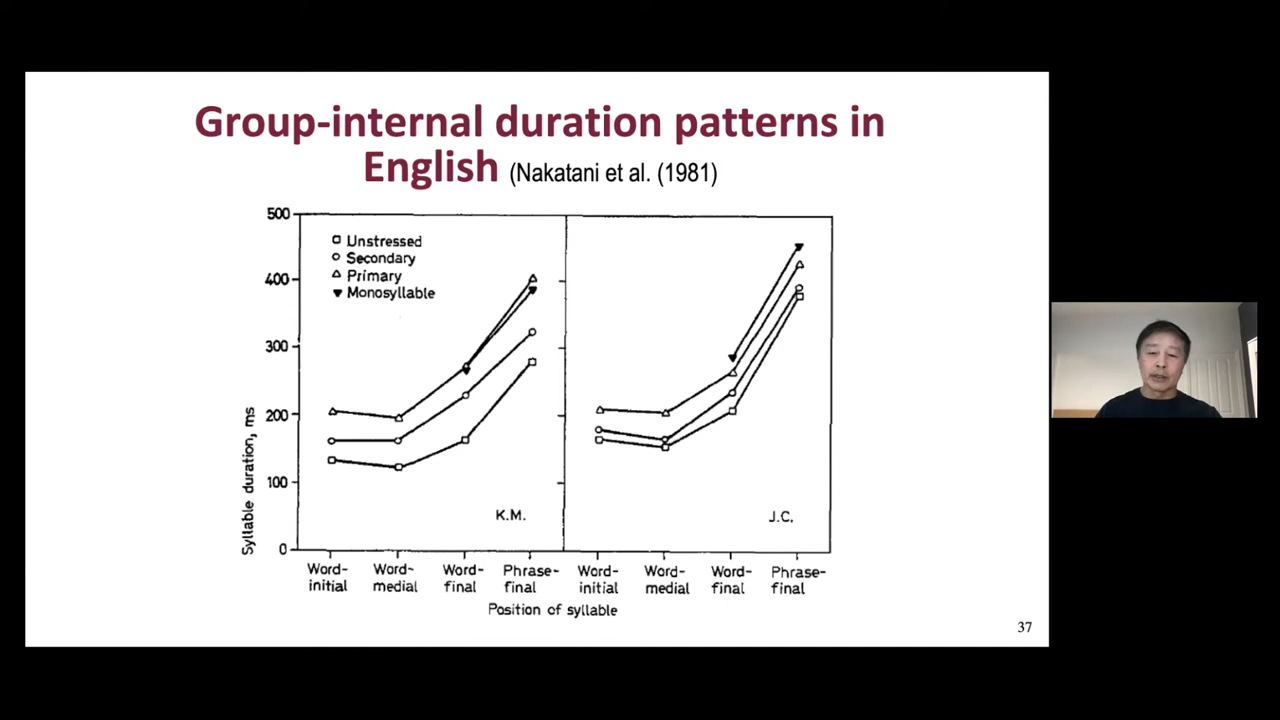 Group-internal duration patterns in
English (Nakatani et al. (1981)
500
400
300
200
100
0
Syllable duration, ms
Unstressed
Secondary
Primary
Monosyllable
K.M.
J.C.
Word-
initial
Word-
medial
Word-
final
Phrase-
final
Word-
initial
Word-
medial
Word-
final
Phrase-
final
Position of syllable
37